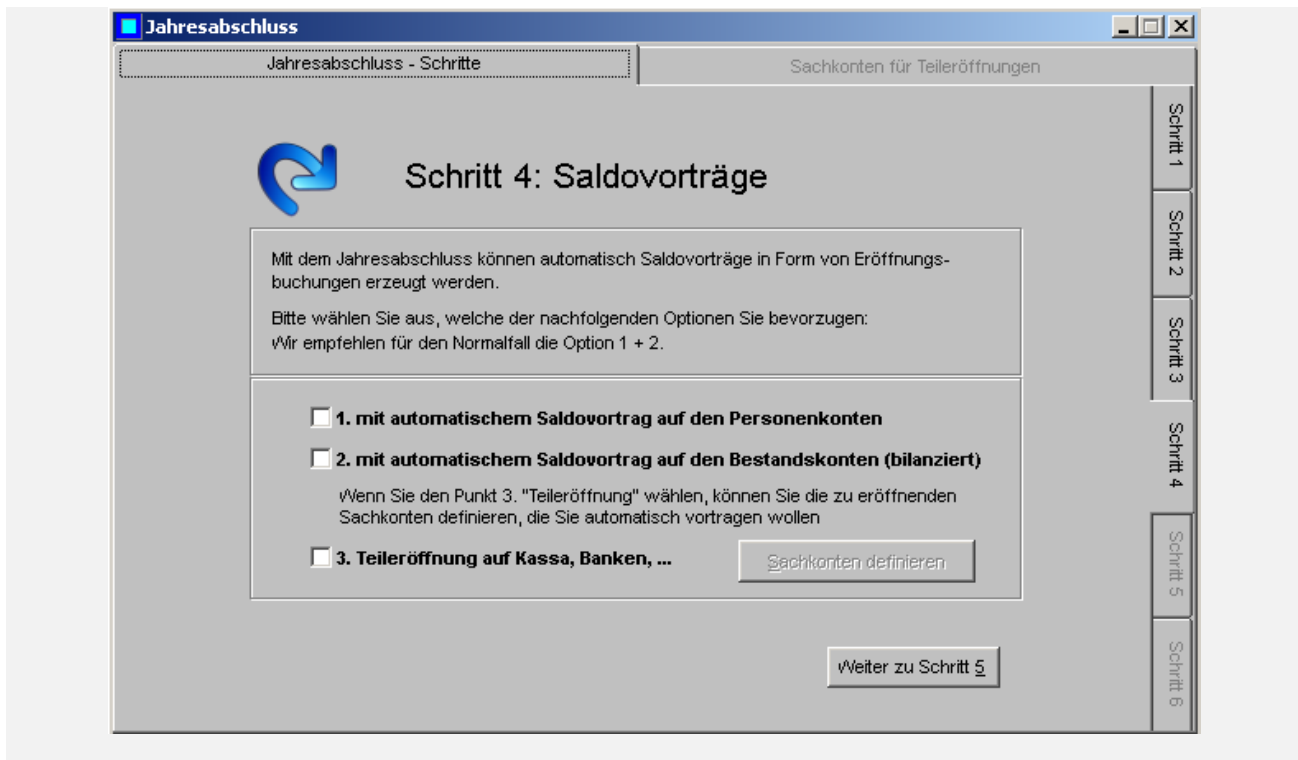 Jahresabschluss
Jahresabschluss - Schritte
Sachkonten für Teileröffnungen
Schritt 4: Saldovorträge
Mit dem Jahresabschluss können automatisch Saldovorträge in Form von Eröffnungs-
buchungen erzeugt werden.
Bitte wählen Sie aus, welche der nachfolgenden Optionen Sie bevorzugen:
Wir empfehlen für den Normalfall die Option 1 + 2.
1. mit automatischem Saldovortrag auf den Personenkonten
2. mit automatischem Saldovortrag auf den Bestandskonten (bilanziert)
Wenn Sie den Punkt 3. "Teileröffnung" wählen, können Sie die zu eröffnenden
Sachkonten definieren, die Sie automatisch vortragen wollen
3. Teileröffnung auf Kassa, Banken, ...
Sachkonten definieren
Weiter zu Schritt 5
Schritt 1
Schritt 2
Schritt 3
Schritt 4
Schritt 5
Schritt 6